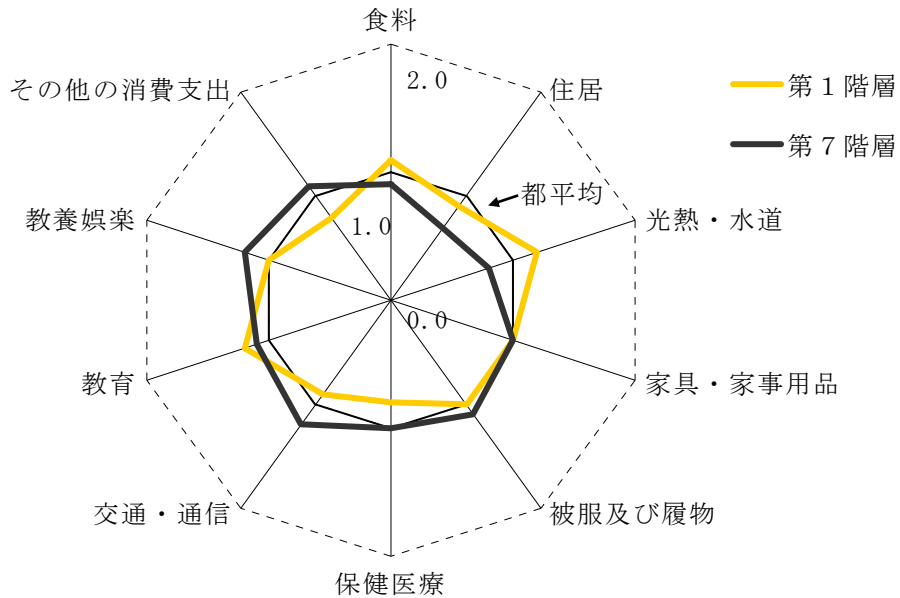 食料
2.0
その他の消費支出
住居
第１階層
第７階層
都平均
教養娯楽
1.0
光熱・水道
0.0
教育
家具・家事用品
交通・通信
被服及び履物
保健医療